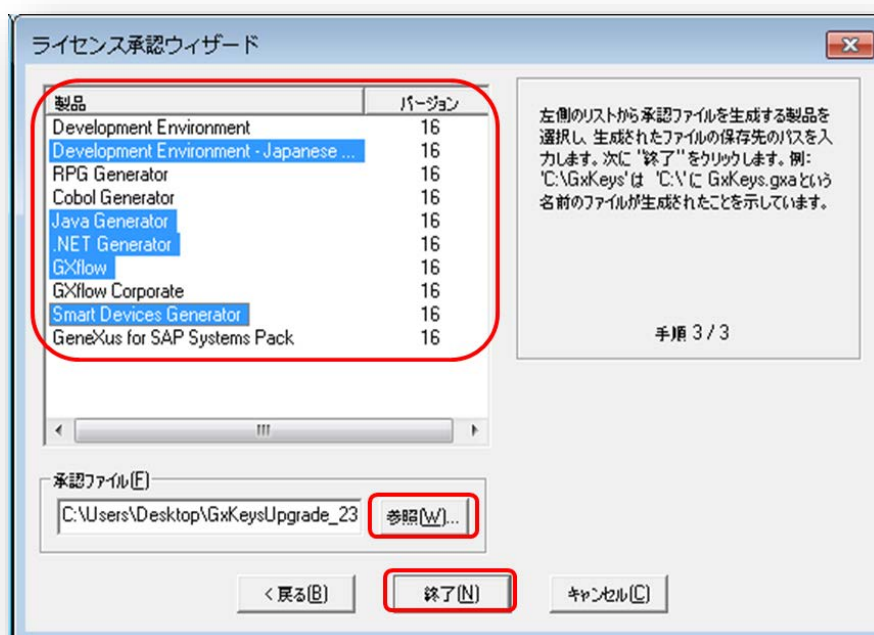 ライセンス承認ウィザード
製品 バージョン
Development Environment 16
Development Environment - Japanese ... 16
RPG Generator 16
Cobol Generator 16
Java Generator 16
.NET Generator 16
GXflow 16
GXflow Corporate 16
Smart Devices Generator 16
GeneXus for SAP Systems Pack 16
左側のリストから承認ファイルを生成する製品を
選択し、生成されたファイルの保存先のパスを入
力します。次に "終了"をクリックします。例:
'C:\GxKeys'は 'C:\'に GxKeys.gxaという
名前のファイルが生成されたことを示しています。
手順 3 / 3
承認ファイル(F)
C:\Users\Desktop\GxKeysUpgrade_23
参照(W)...
< 戻る(B)
終了(N)
キャンセル(C)